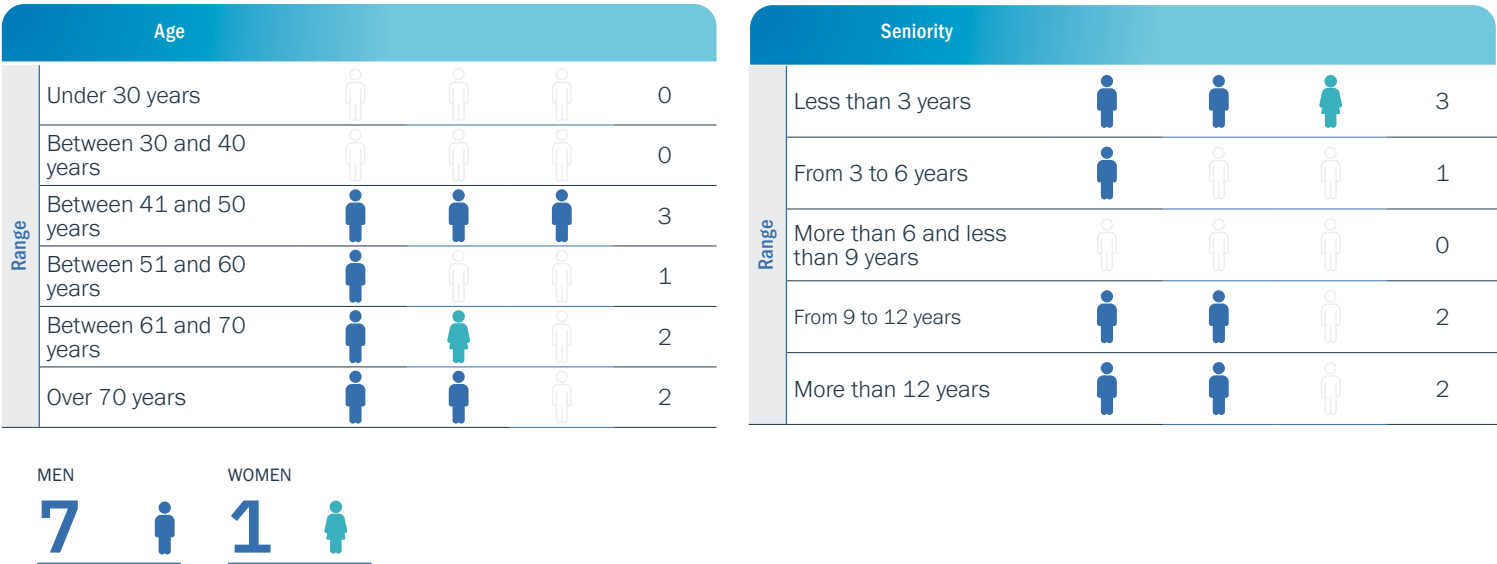 Age
Range
Under 30 years 0
Between 30 and 40
years 0
Between 41 and 50
years 3
Between 51 and 60
years 1
Between 61 and 70
years 2
Over 70 years 2
Seniority
Range
Less than 3 years 3
From 3 to 6 years 1
More than 6 and less
than 9 years 0
From 9 to 12 years 2
More than 12 years 2
MEN
7
WOMEN
1